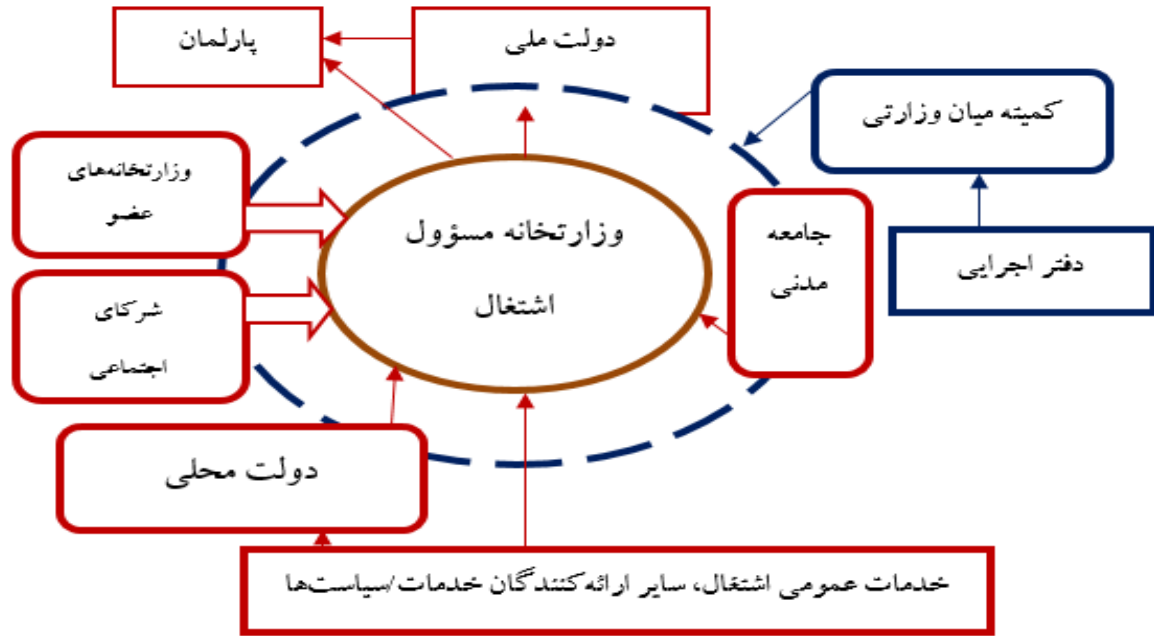 دولت ملی
پارلمان
کمیته میان وزارتی
وزارتخانه‌های
عضو
وزارتخانه مسؤول
اشتغال
جامعه
مدنی
دفتر اجرایی
شرکای
اجتماعی
دولت محلی
خدمات عمومی اشتغال، سایر ارائه‌کنندگان خدمات/سیاست‌ها